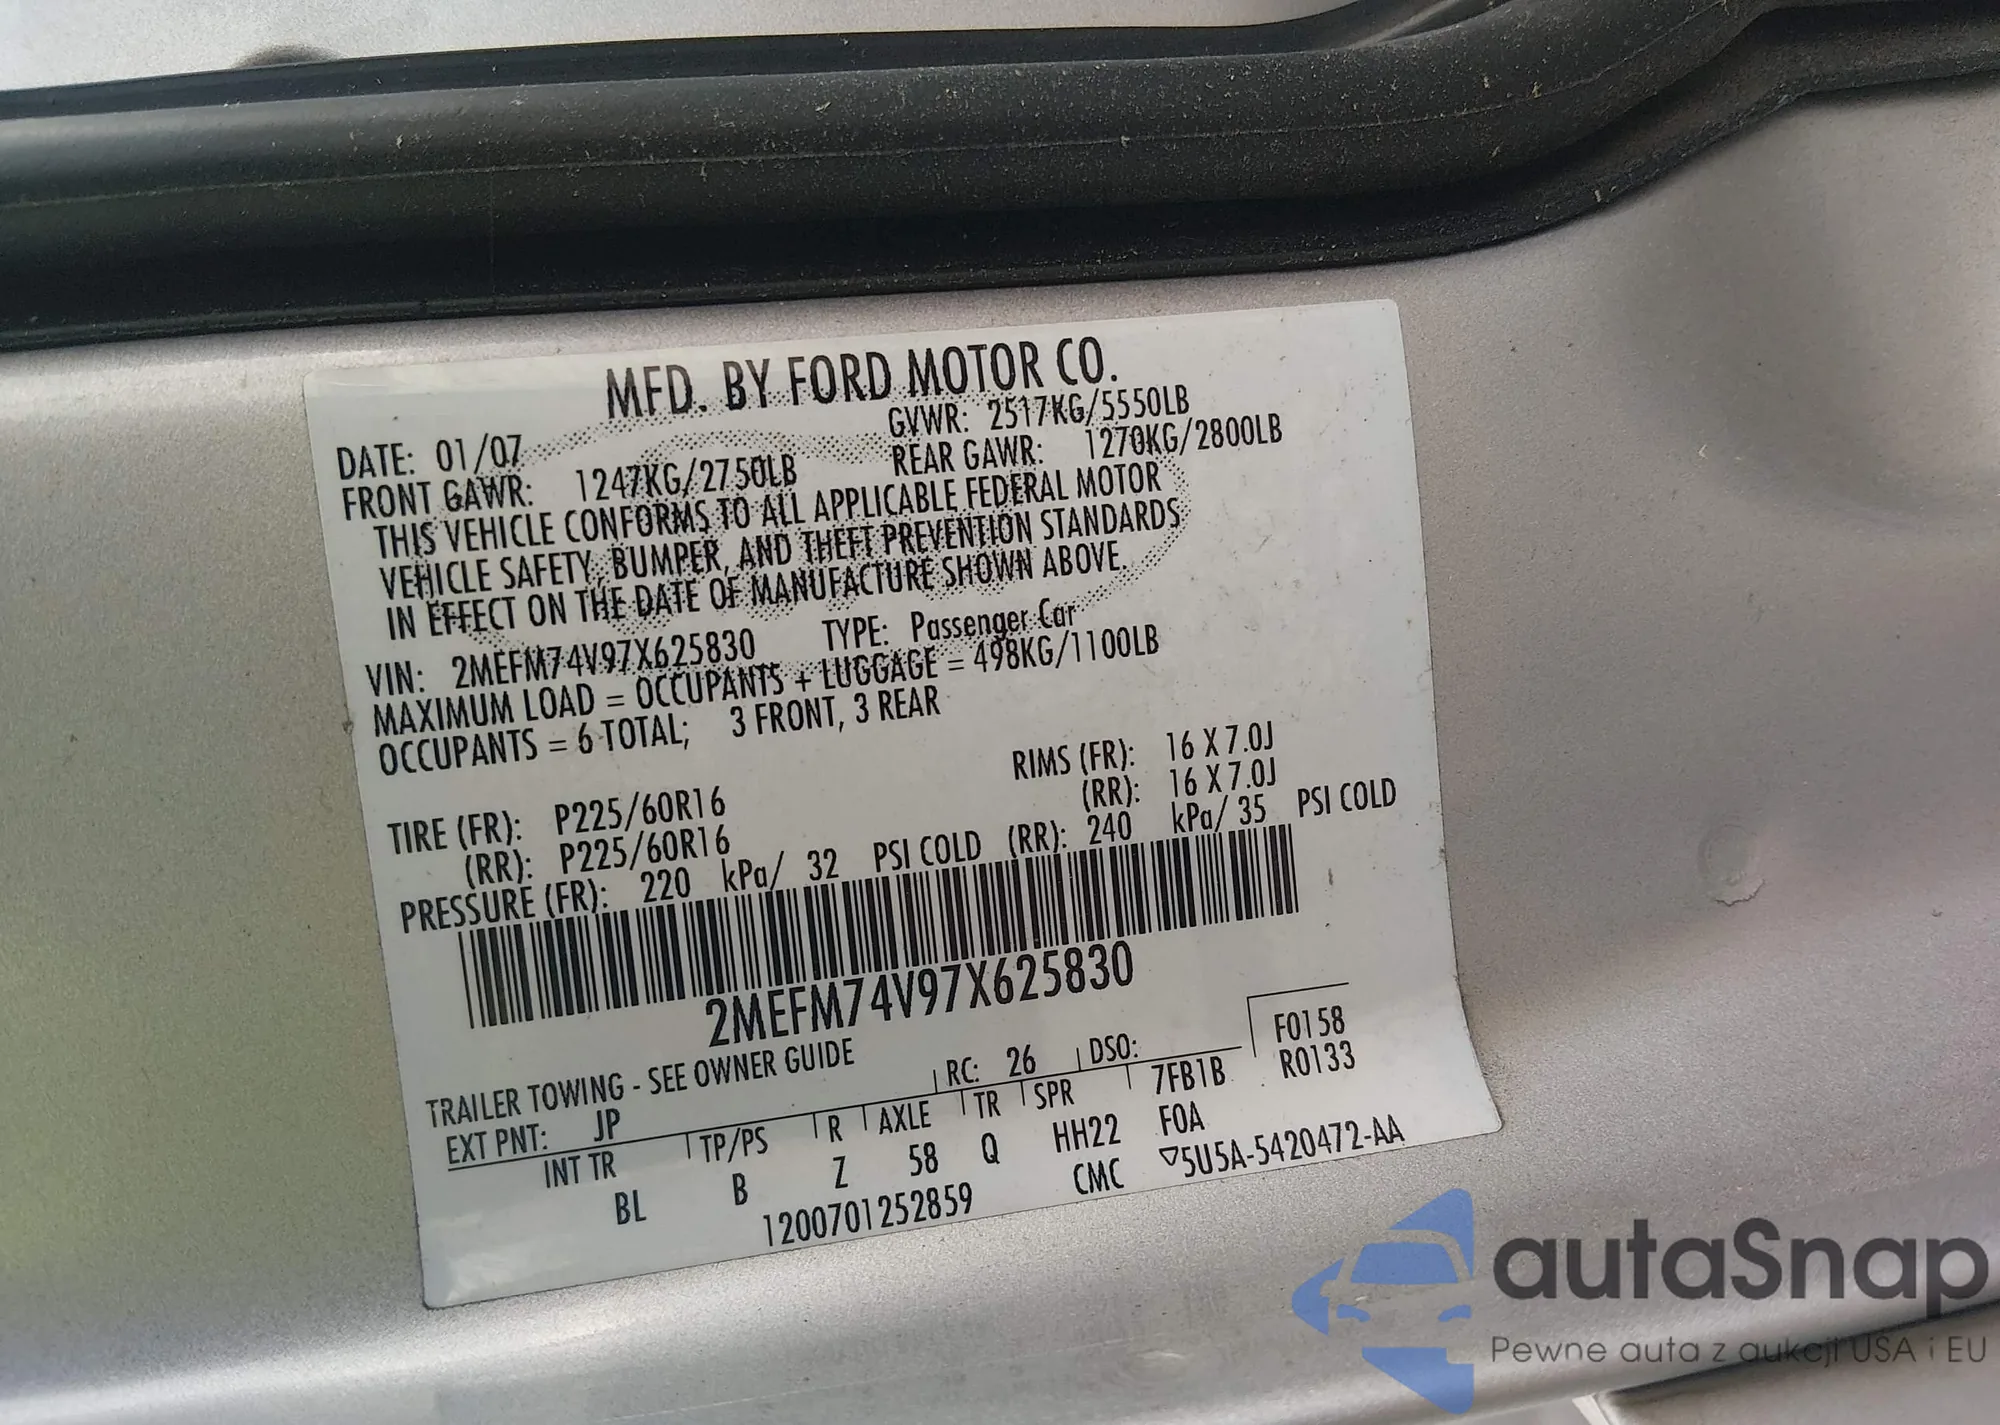 MFD. BY FORD MOTOR CO.
DATE: 01/07 GVWR: 2517KG/5550LB
FRONT GAWR: 1247KG/2750LB REAR GAWR: 1270KG/2800LB
THIS VEHICLE CONFORMS TO ALL APPLICABLE FEDERAL MOTOR
VEHICLE SAFETY, BUMPER, AND THEFT PREVENTION STANDARDS
IN EFFECT ON THE DATE OF MANUFACTURE SHOWN ABOVE.
VIN: 2MEFM74V97X625830 TYPE: Passenger Car
MAXIMUM LOAD = OCCUPANTS + LUGGAGE = 498KG/1100LB
OCCUPANTS = 6 TOTAL; 3 FRONT, 3 REAR
TIRE (FR): P225/60R16 RIMS (FR): 16 X 7.0J
(RR): P225/60R16 (RR): 16 X 7.0J
PRESSURE (FR): 220 kPa/ 32 PSI COLD (RR): 240 kPa/ 35 PSI COLD
2MEFM74V97X625830
TRAILER TOWING - SEE OWNER GUIDE
EXT PNT: JP RC: 26 DSO: F0158
INT TR TP/PS R AXLE TR SPR 7FB1B R0133
BL B Z 58 Q HH22 FOA
1200701252859 CMC ▽5U5A-5420472-AA
autaSnap
Pewne auta z aukcji USA i EU